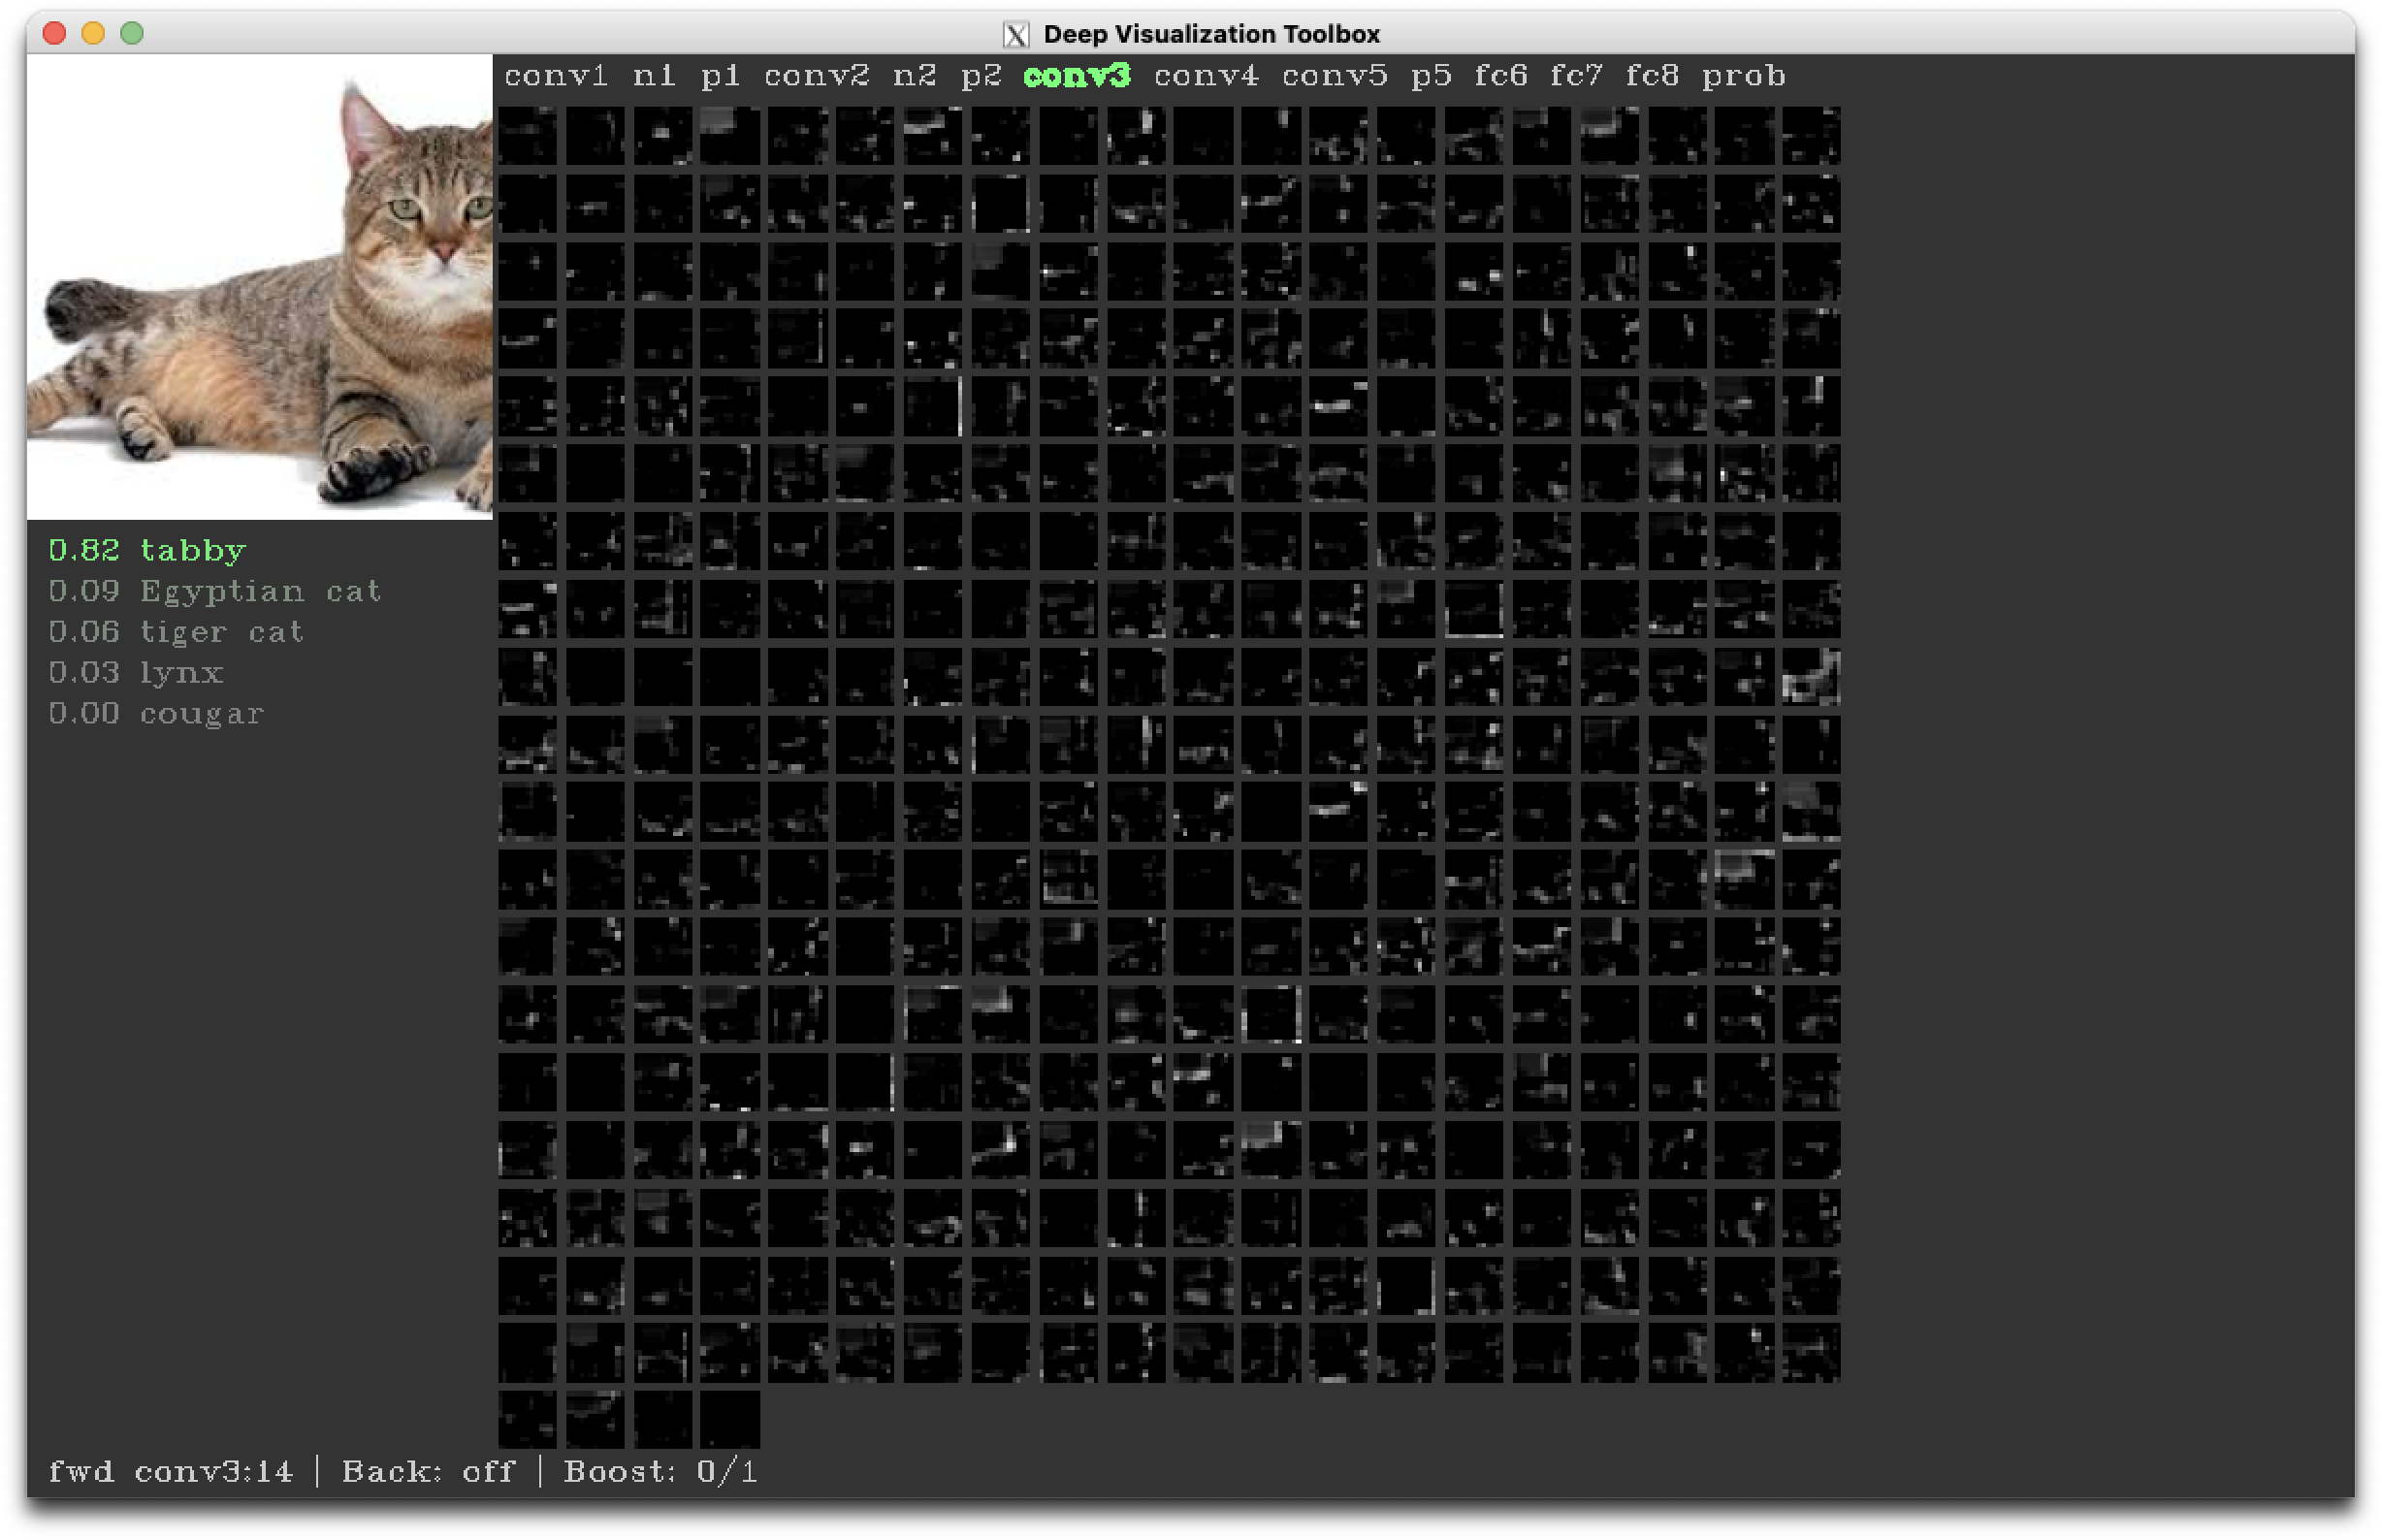 Deep Visualization Toolbox
conv1 n1 p1 conv2 n2 p2 conv3 conv4 conv5 p5 fc6 fc7 fc8 prob
0.82 tabby
0.09 Egyptian cat
0.06 tiger cat
0.03 lynx
0.00 cougar
fwd conv3:14 | Back: off | Boost: 0/1